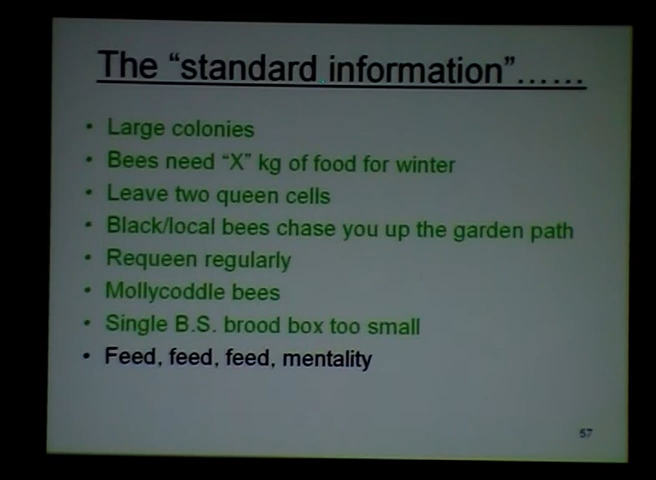 The “standard information”……
• Large colonies
• Bees need “X” kg of food for winter
• Leave two queen cells
• Black/local bees chase you up the garden path
• Requeen regularly
• Mollycoddle bees
• Single B.S. brood box too small
• Feed, feed, feed, mentality
57